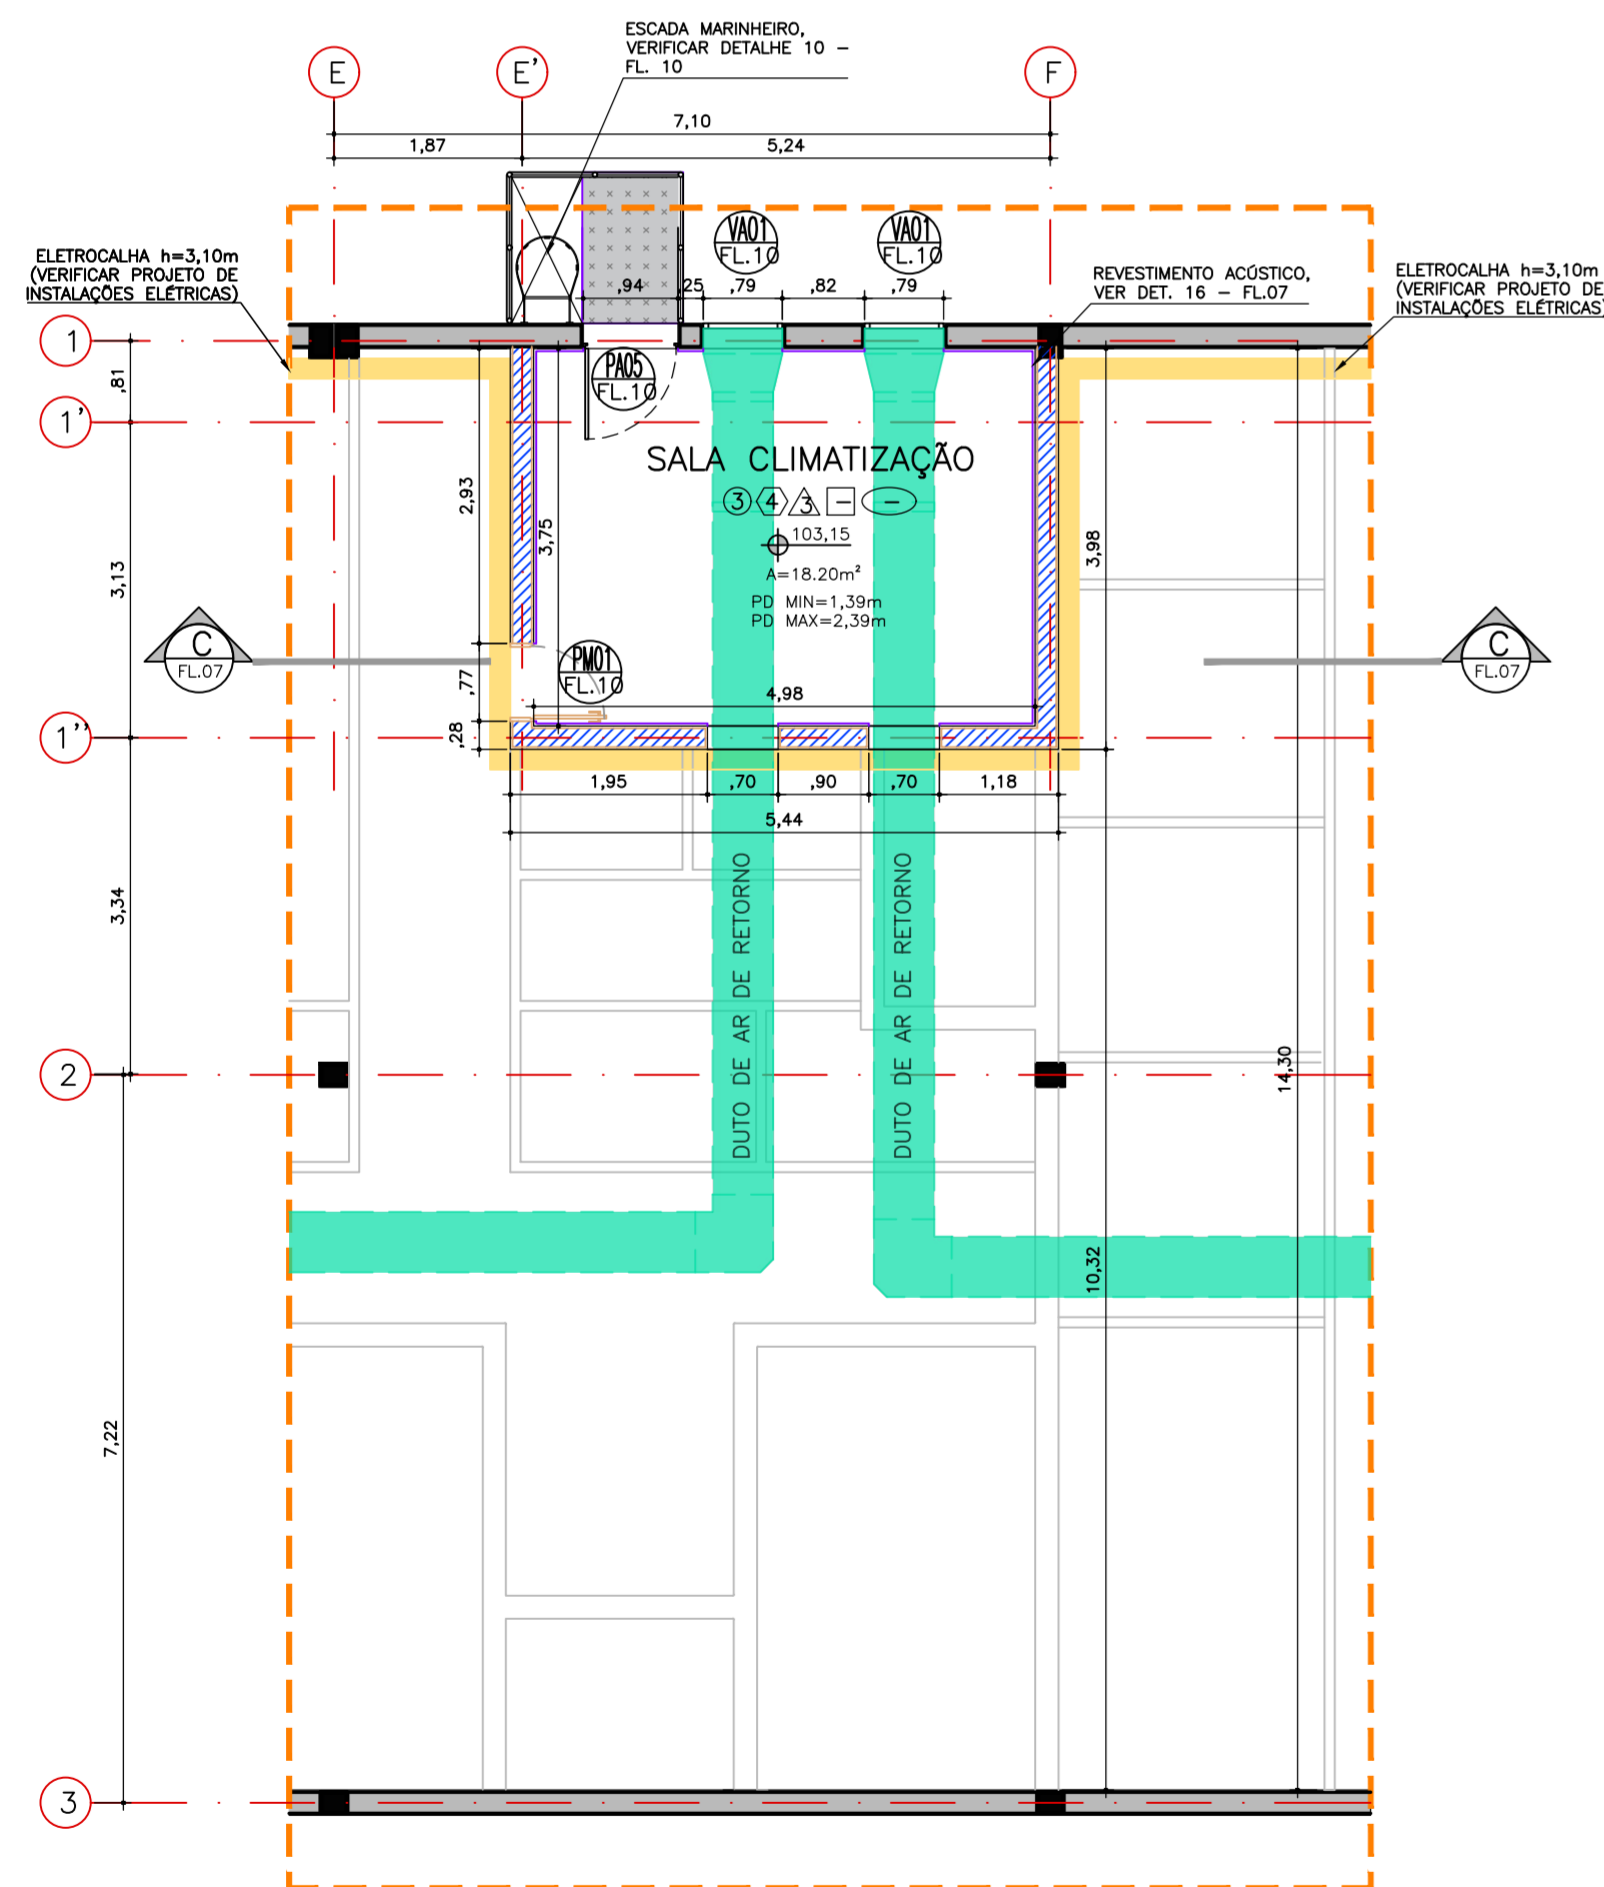 ESCADA MARINHEIRO,
VERIFICAR DETALHE 10 –
FL. 10
E
E'
F
7,10
1,87
5,24
VA01
FL.10
VA01
FL.10
ELETROCALHA h=3,10m
(VERIFICAR PROJETO DE
INSTALAÇÕES ELÉTRICAS)
REVESTIMENTO ACÚSTICO,
VER DET. 16 – FL.07
ELETROCALHA h=3,10m
(VERIFICAR PROJETO DE
INSTALAÇÕES ELÉTRICAS)
,94
,25
,79
,82
,79
1
,81
PA05
FL.10
1'
SALA CLIMATIZAÇÃO
3 4 3 – –
2,93
3,75
103,15
3,98
A=18.20m²
3,13
PD MIN=1,39m
PD MAX=2,39m
C
FL.07
C
FL.07
PM01
FL.10
,77
4,98
1''
,28
1,95
,70
,90
,70
1,18
5,44
3,34
DUTO DE AR DE RETORNO
DUTO DE AR DE RETORNO
2
14,30
10,32
7,22
3